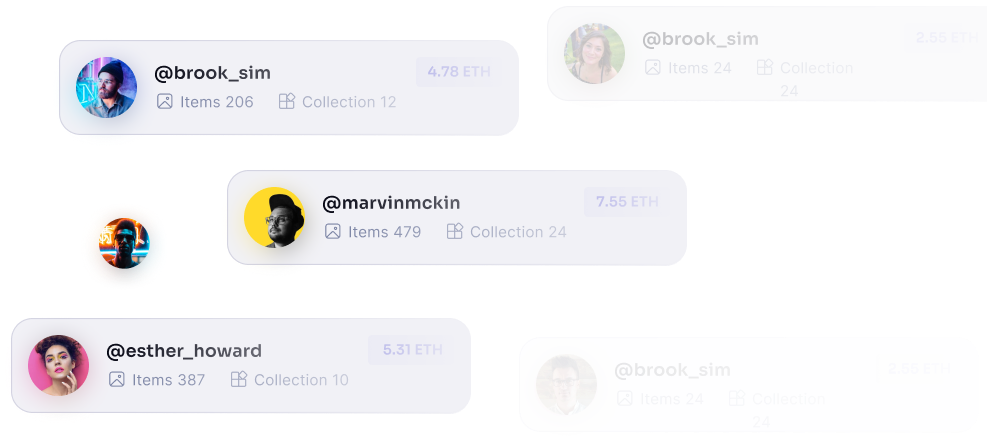 @brook_sim
2.55 ETH
Items 24 Collection
24
@brook_sim
4.78 ETH
Items 206 Collection 12
@marvinmckin
7.55 ETH
Items 479 Collection 24
@esther_howard
5.31 ETH
Items 387 Collection 10
@brook_sim
2.55 ETH
Items 24 Collection
24